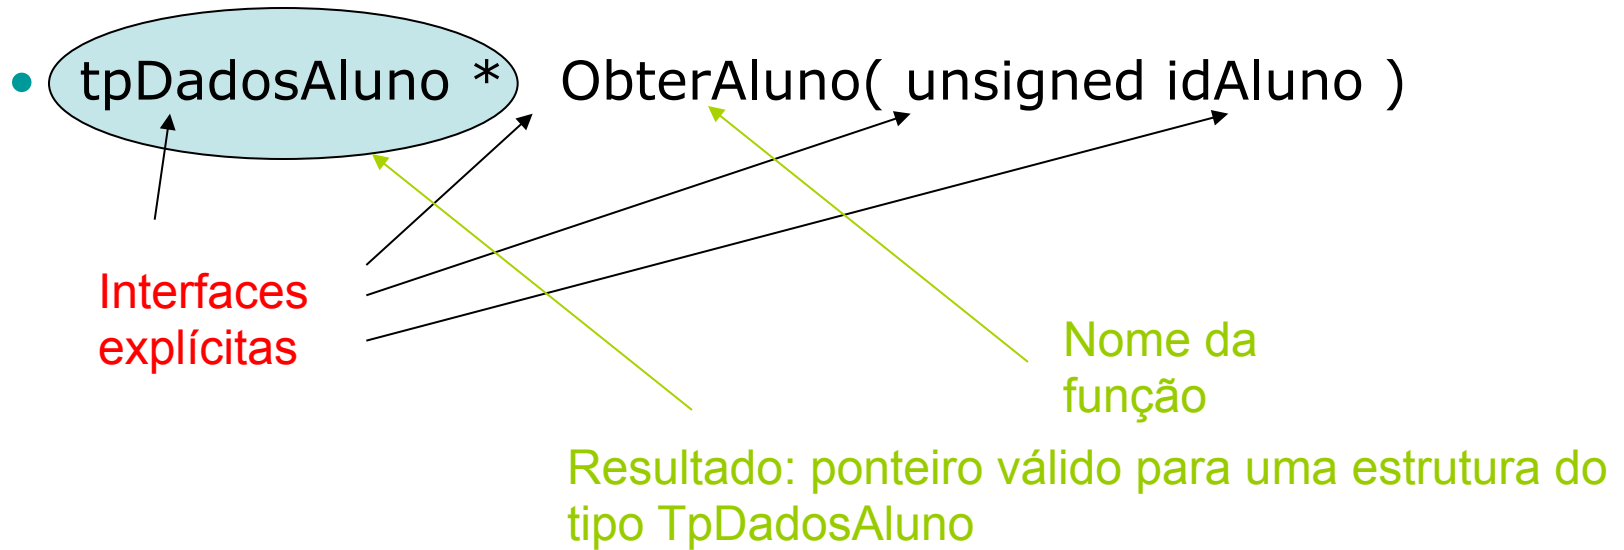 • tpDadosAluno * ObterAluno( unsigned idAluno )
Interfaces
explícitas
Nome da
função
Resultado: ponteiro válido para uma estrutura do
tipo TpDadosAluno